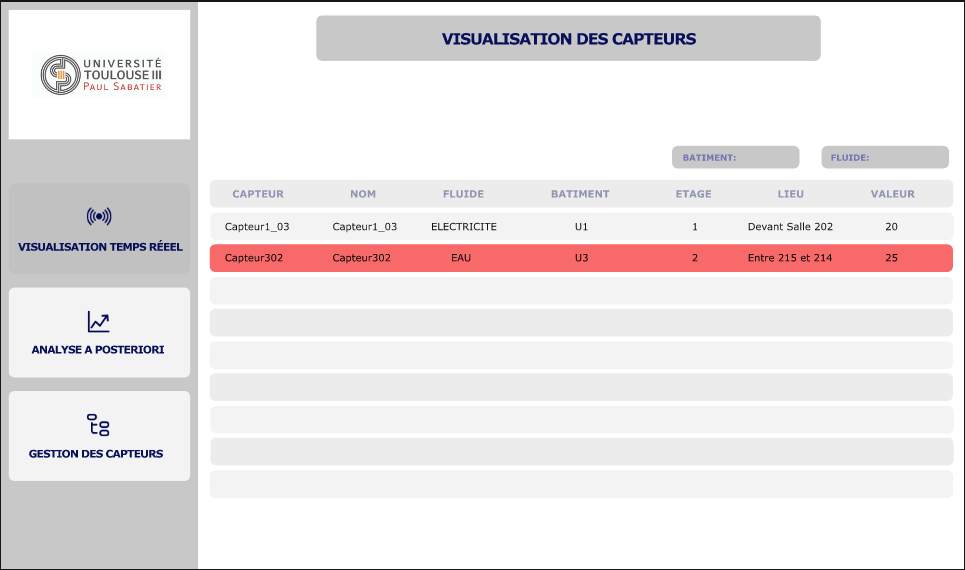 UNIVERSITÉ
TOULOUSE III
PAUL SABATIER
VISUALISATION DES CAPTEURS
BATIMENT: FLUIDE:
CAPTEUR NOM FLUIDE BATIMENT ETAGE LIEU VALEUR
Capteur1_03 Capteur1_03 ELECTRICITE U1 1 Devant Salle 202 20
Capteur302 Capteur302 EAU U3 2 Entre 215 et 214 25
VISUALISATION TEMPS RÉEEL
ANALYSE A POSTERIORI
GESTION DES CAPTEURS